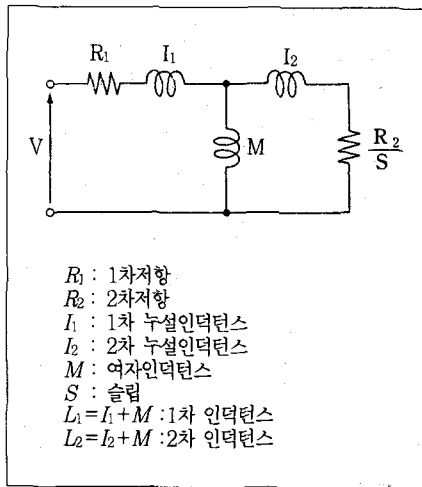 R₁ I₁ I₂
V M R₂/S
R₁ : 1차저항
R₂ : 2차저항
I₁ : 1차 누설인덕턴스
I₂ : 2차 누설인덕턴스
M : 여자인덕턴스
S : 슬립
L₁=I₁+M :1차 인덕턴스
L₂=I₂+M :2차 인덕턴스